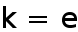 k = e